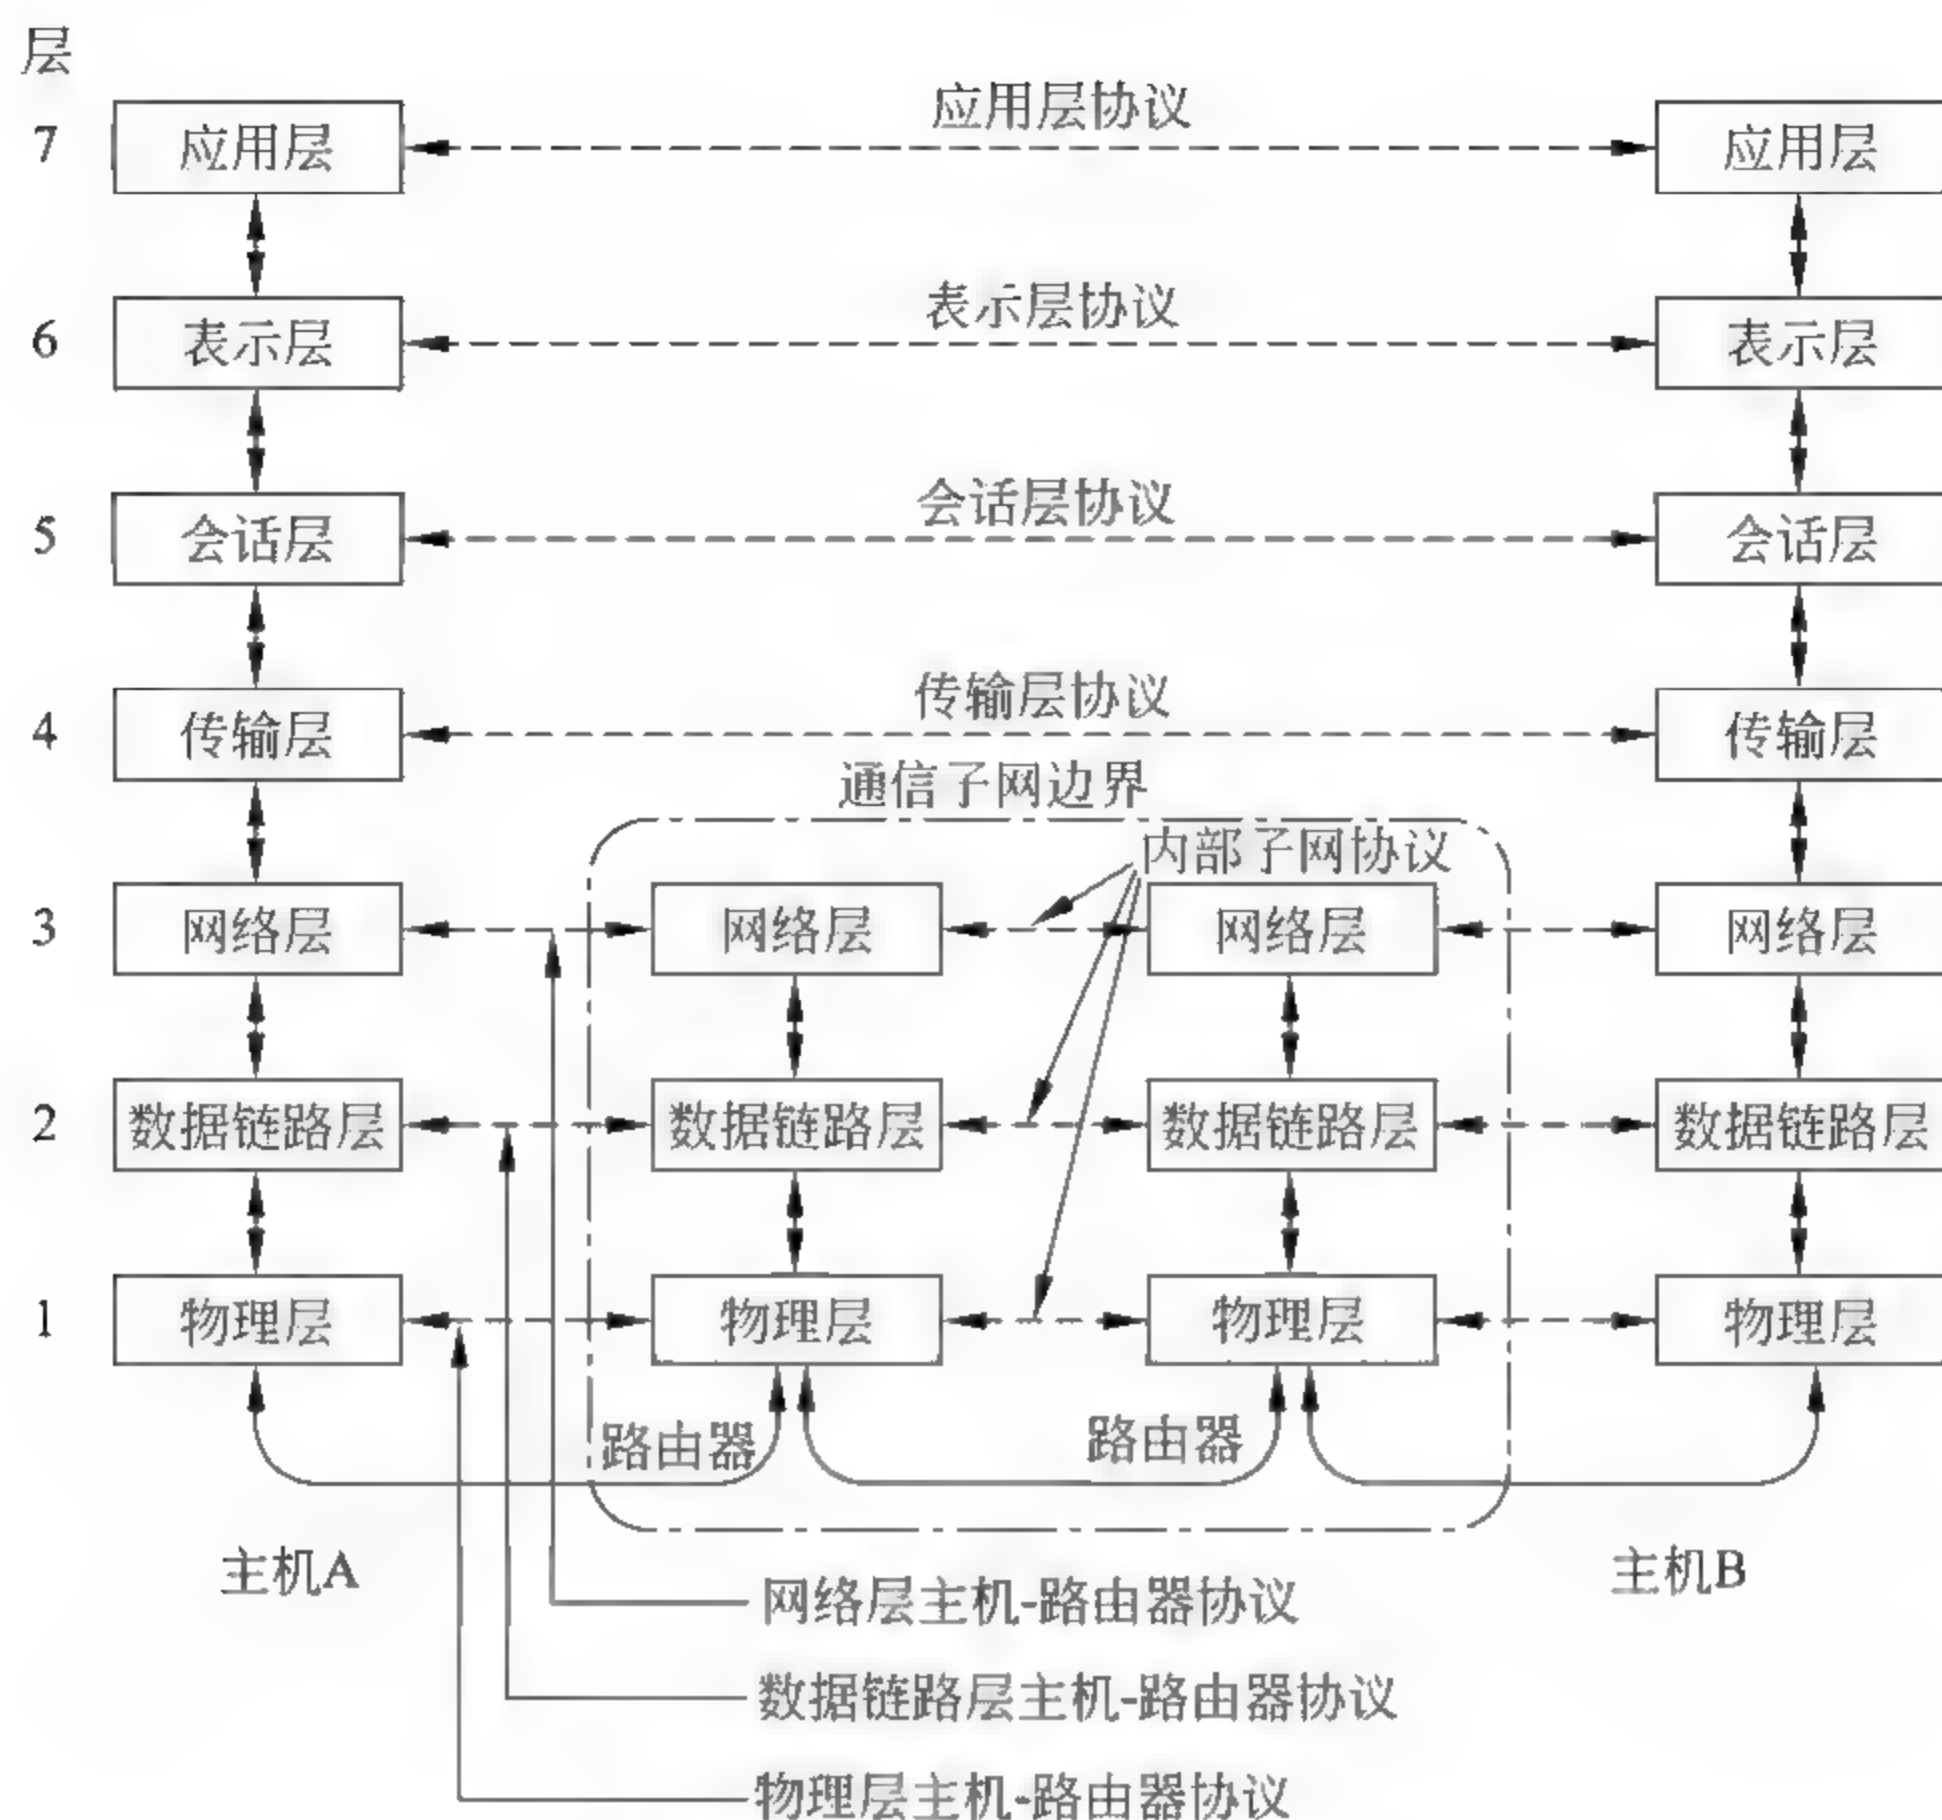 层
应用层协议
7 应用层 应用层
表示层协议
6 表示层 表示层
会话层协议
5 会话层 会话层
传输层协议
4 传输层 传输层
通信子网边界
内部子网协议
3 网络层 网络层 网络层 网络层
2 数据链路层 数据链路层 数据链路层 数据链路层
1 物理层 物理层 物理层 物理层
路由器 路由器
主机A 主机B
网络层主机-路由器协议
数据链路层主机-路由器协议
物理层主机-路由器协议